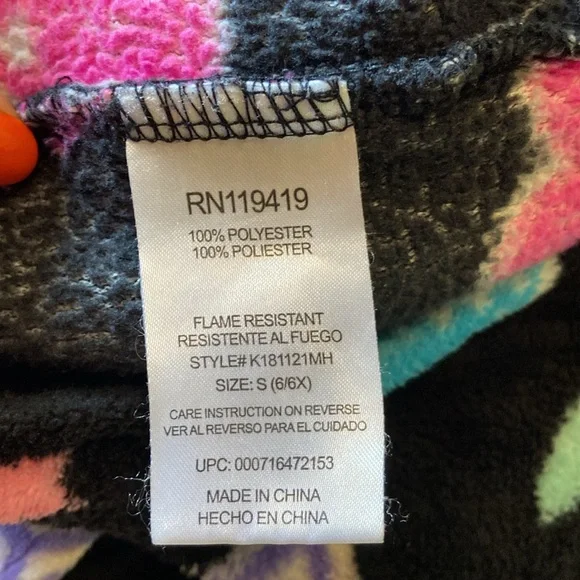 RN119419
100% POLYESTER
100% POLIESTER
FLAME RESISTANT
RESISTENTE AL FUEGO
STYLE# K181121MH
SIZE: S (6/6X)
CARE INSTRUCTION ON REVERSE
VER AL REVERSO PARA EL CUIDADO
UPC: 000716472153
MADE IN CHINA
HECHO EN CHINA